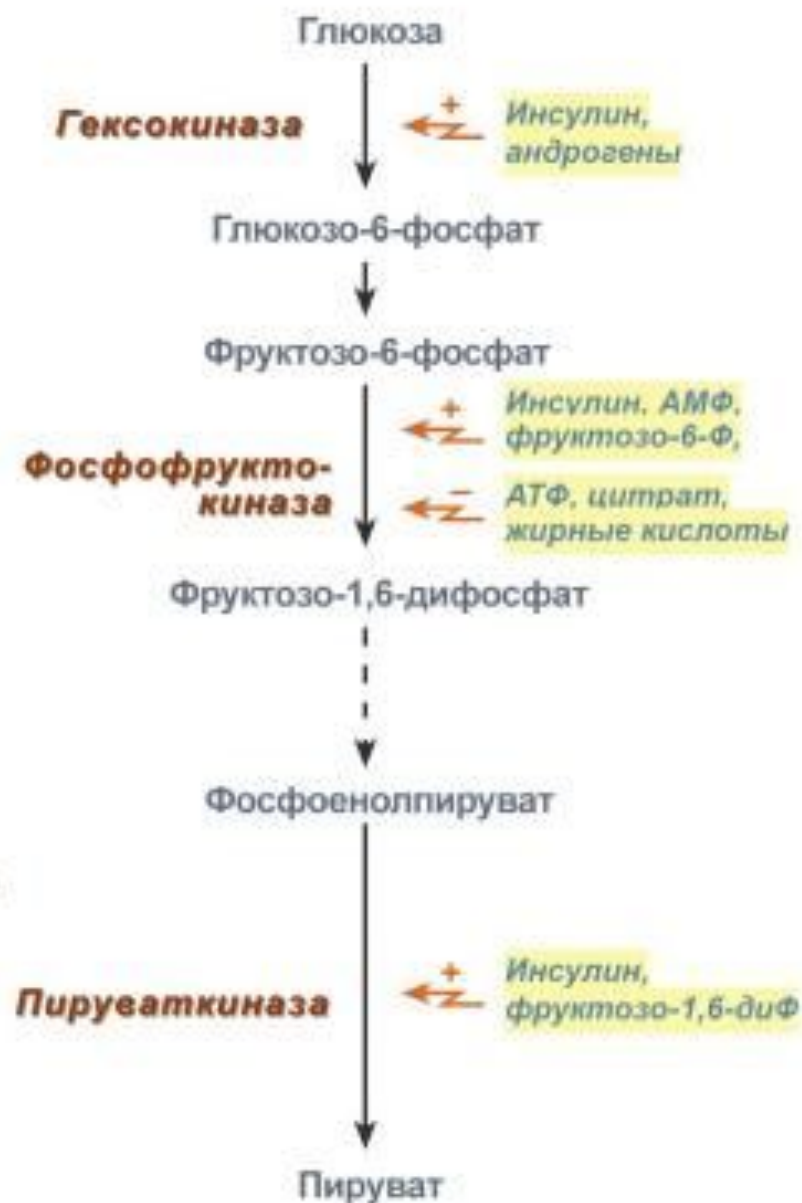 Глюкоза
Гексокиназа
+
Инсулин,
андрогены
Глюкозо-6-фосфат
Фруктозо-6-фосфат
+
Инсулин. АМФ.
фруктозо-6-Ф,
Фосфофрукто-
киназа
−
АТФ. цитрат,
жирные кислоты
Фруктозо-1,6-дифосфат
Фосфоенолпируват
Пируваткиназа
+
Инсулин,
фруктозо-1,6-диФ
Пируват